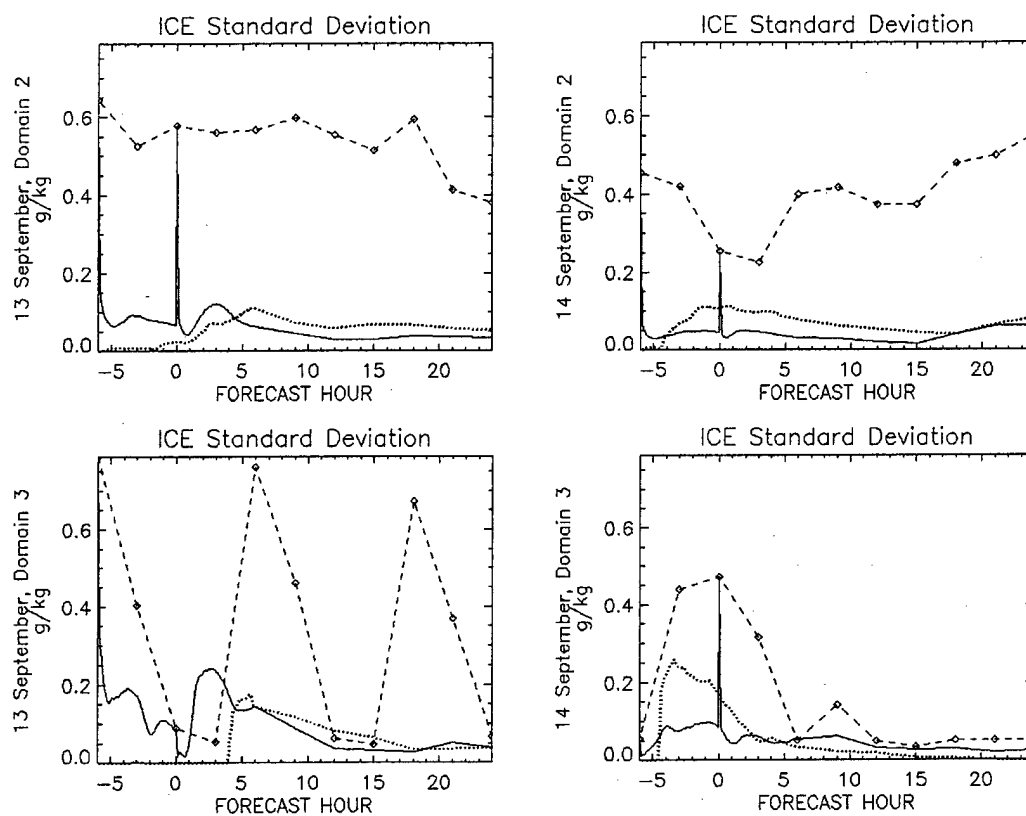 ICE Standard Deviation
13 September, Domain 2
g/kg
0.6
0.4
0.2
0.0
−5 0 5 10 15 20
FORECAST HOUR
ICE Standard Deviation
14 September, Domain 2
g/kg
0.6
0.4
0.2
0.0
−5 0 5 10 15 20
FORECAST HOUR
ICE Standard Deviation
13 September, Domain 3
g/kg
0.6
0.4
0.2
0.0
−5 0 5 10 15 20
FORECAST HOUR
ICE Standard Deviation
14 September, Domain 3
g/kg
0.6
0.4
0.2
0.0
−5 0 5 10 15 20
FORECAST HOUR